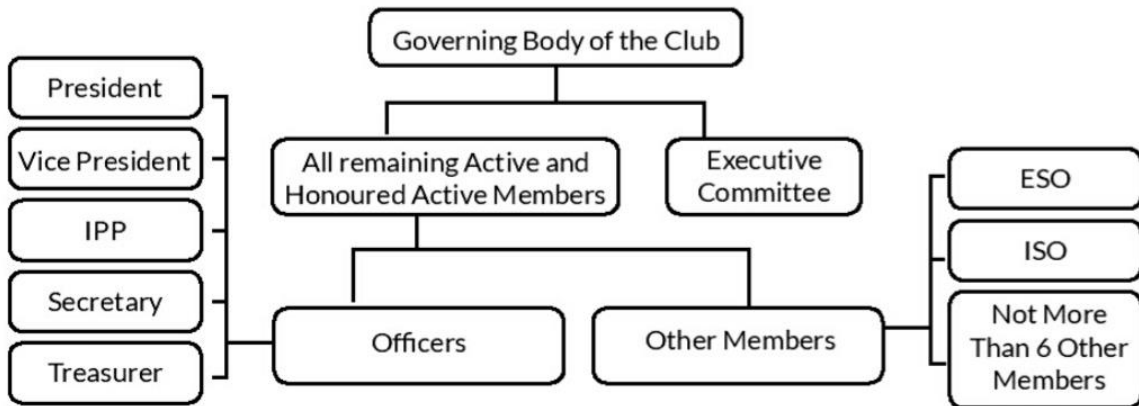 Governing Body of the Club
President
Vice President
IPP
Secretary
Treasurer
All remaining Active and
Honoured Active Members
Executive
Committee
Officers
Other Members
ESO
ISO
Not More
Than 6 Other
Members